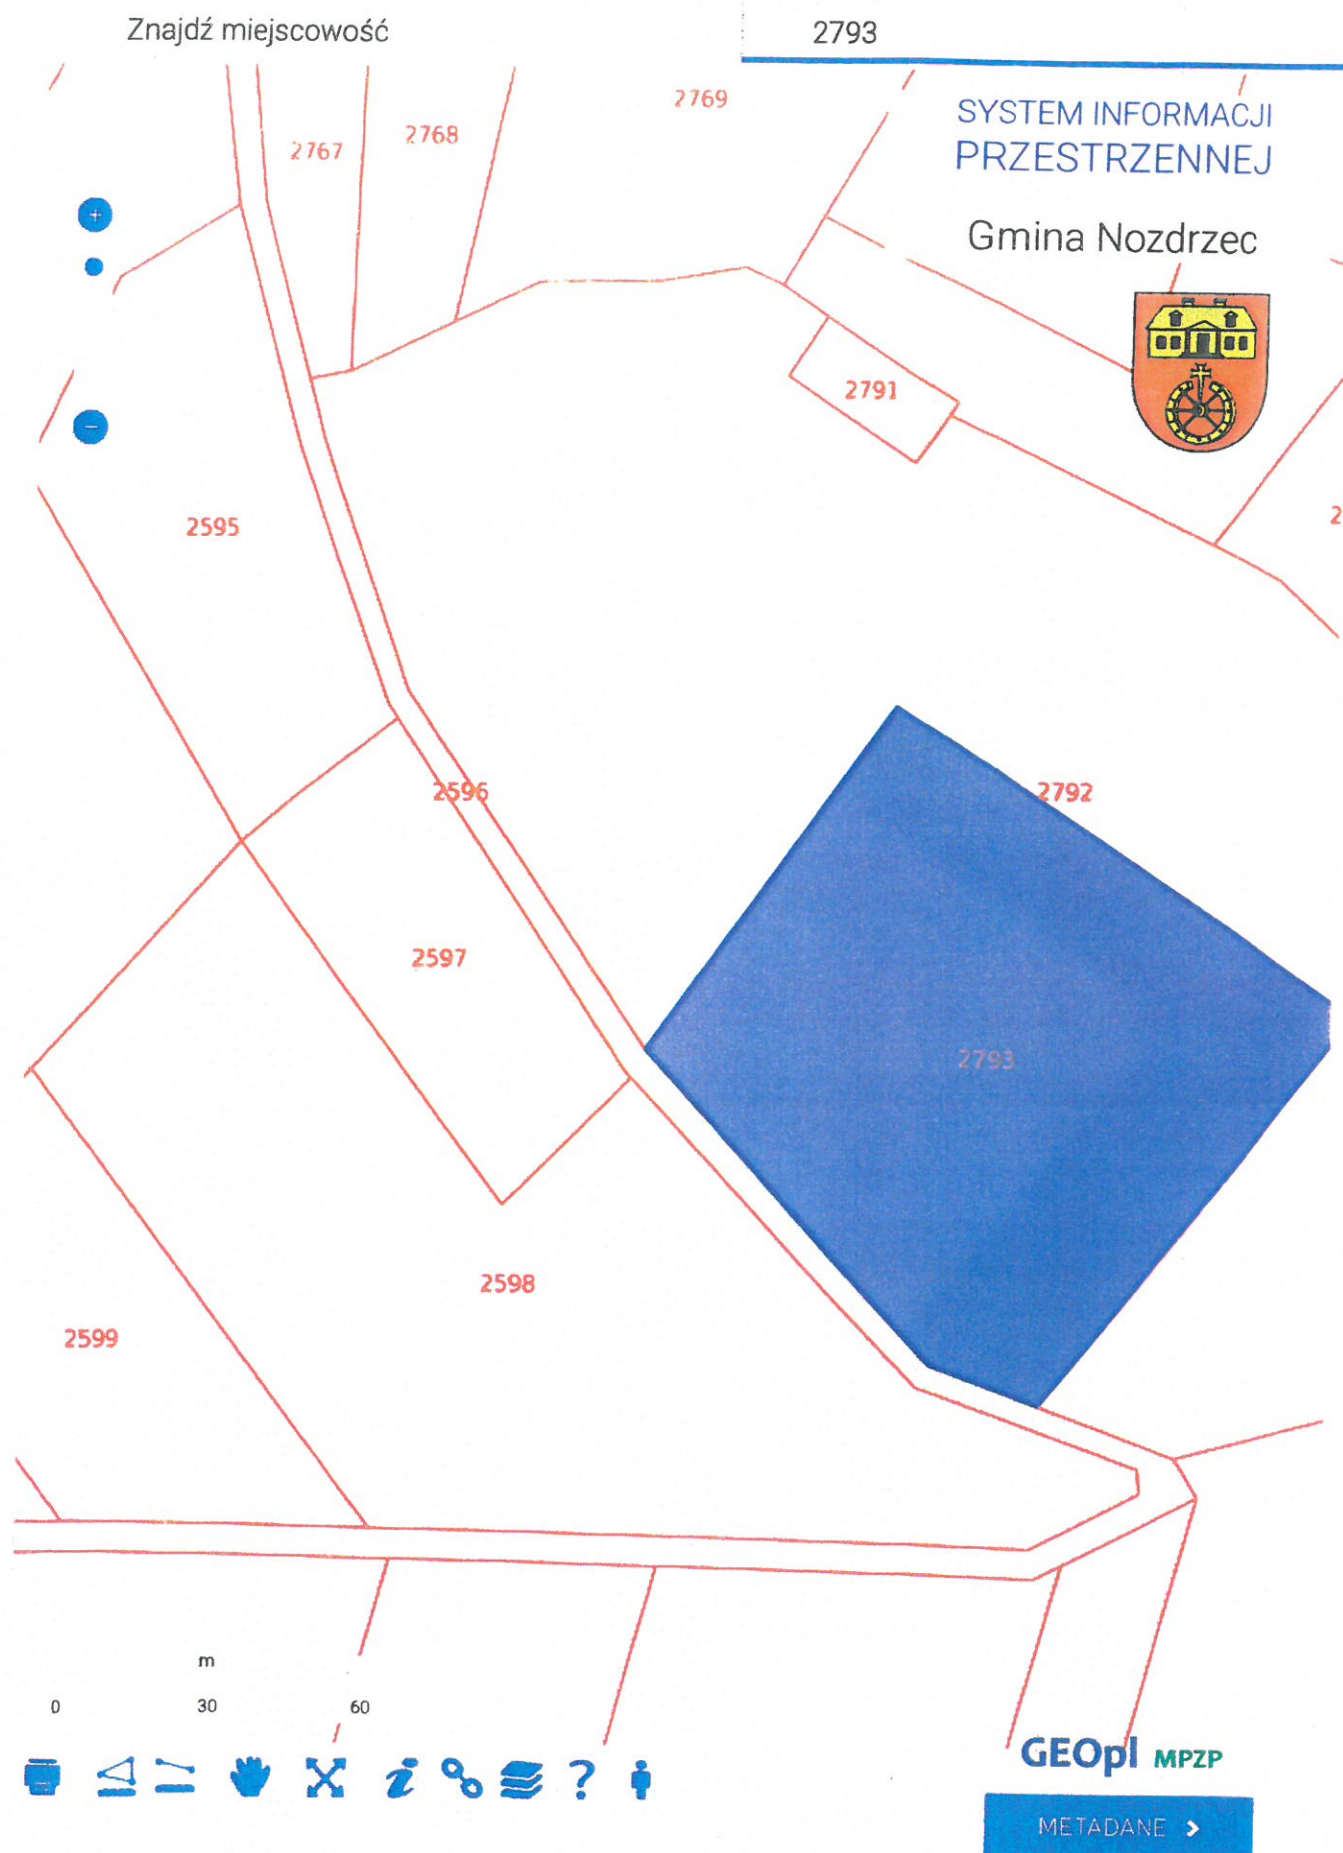 Znajdź miejscowość
2793
2769
SYSTEM INFORMACJI
PRZESTRZENNEJ
2767
2768
Gmina Nozdrzec
2791
2595
2
2596
2792
2597
2793
2598
2599
m
0 30 60
GEOpl MPZP
METADANE >